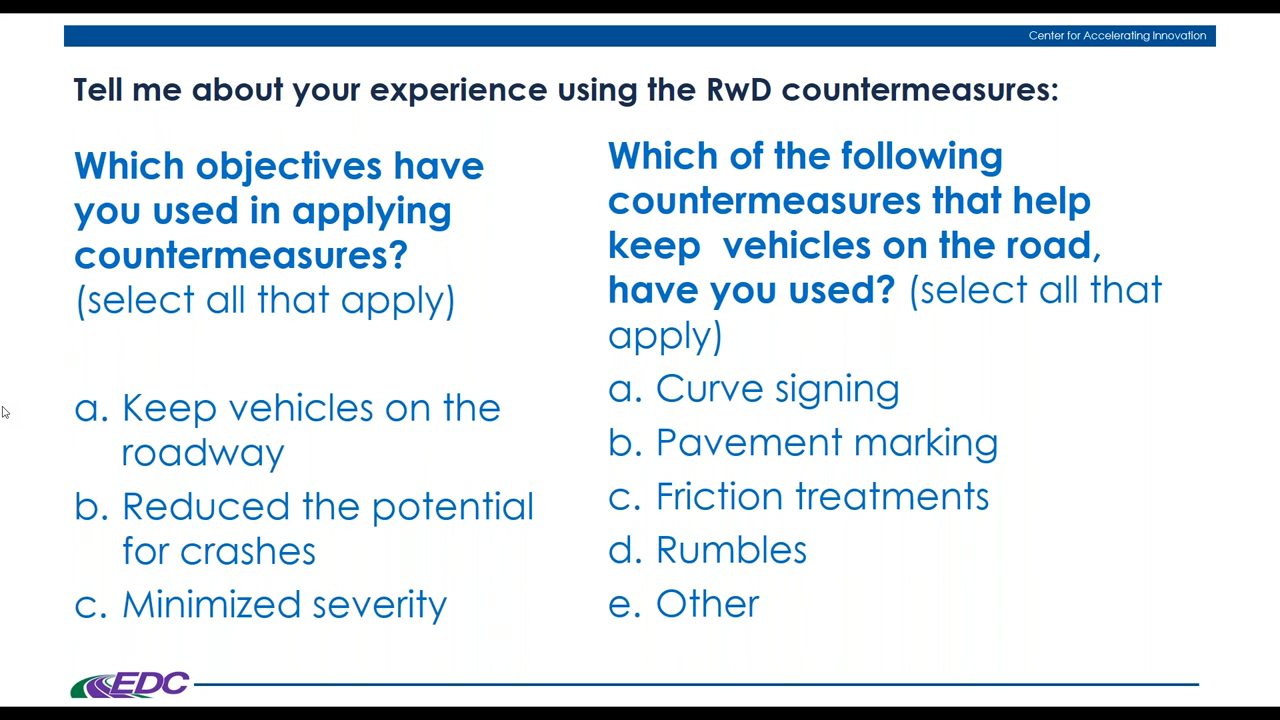 Center for Accelerating Innovation
Tell me about your experience using the RwD countermeasures:
Which objectives have
you used in applying
countermeasures?
(select all that apply)
a. Keep vehicles on the
roadway
b. Reduced the potential
for crashes
c. Minimized severity
Which of the following
countermeasures that help
keep vehicles on the road,
have you used? (select all that
apply)
a. Curve signing
b. Pavement marking
c. Friction treatments
d. Rumbles
e. Other
EDC